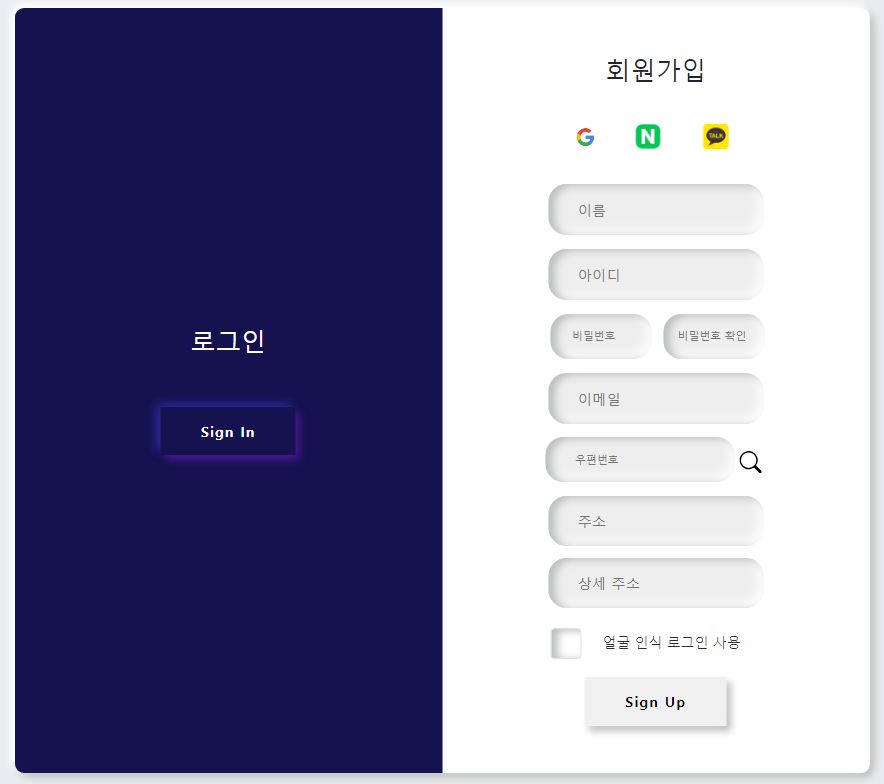 로그인
Sign In
회원가입
N
TALK
이름
아이디
비밀번호 비밀번호 확인
이메일
우편번호
주소
상세 주소
얼굴 인식 로그인 사용
Sign Up